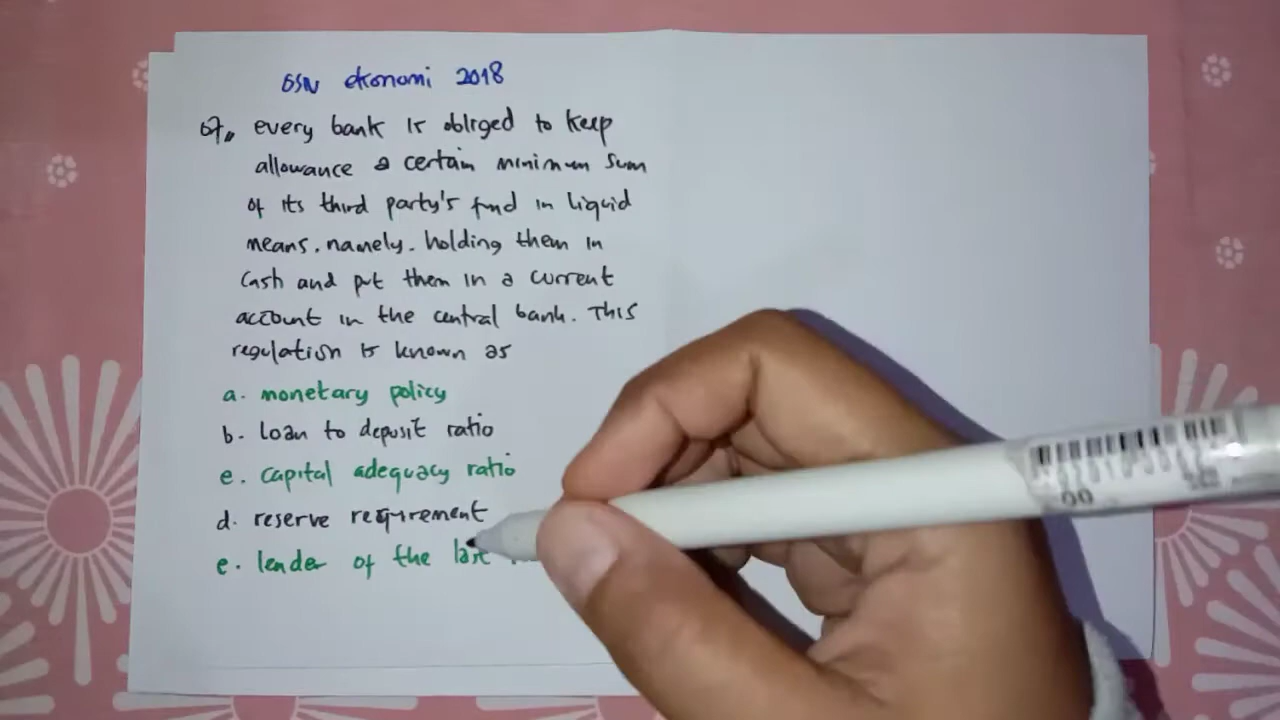 OSN ekonomi 2018
07,, every bank is obliged to keep
allowance a certain minimum sum
of its third party's fund in liquid
means, namely, holding them in
cash and put them in a current
account in the central bank. This
regulation is known as
a. monetary policy
b. loan to deposit ratio
e. capital adequacy ratio
d. reserve requirement
e. lender of the last
00